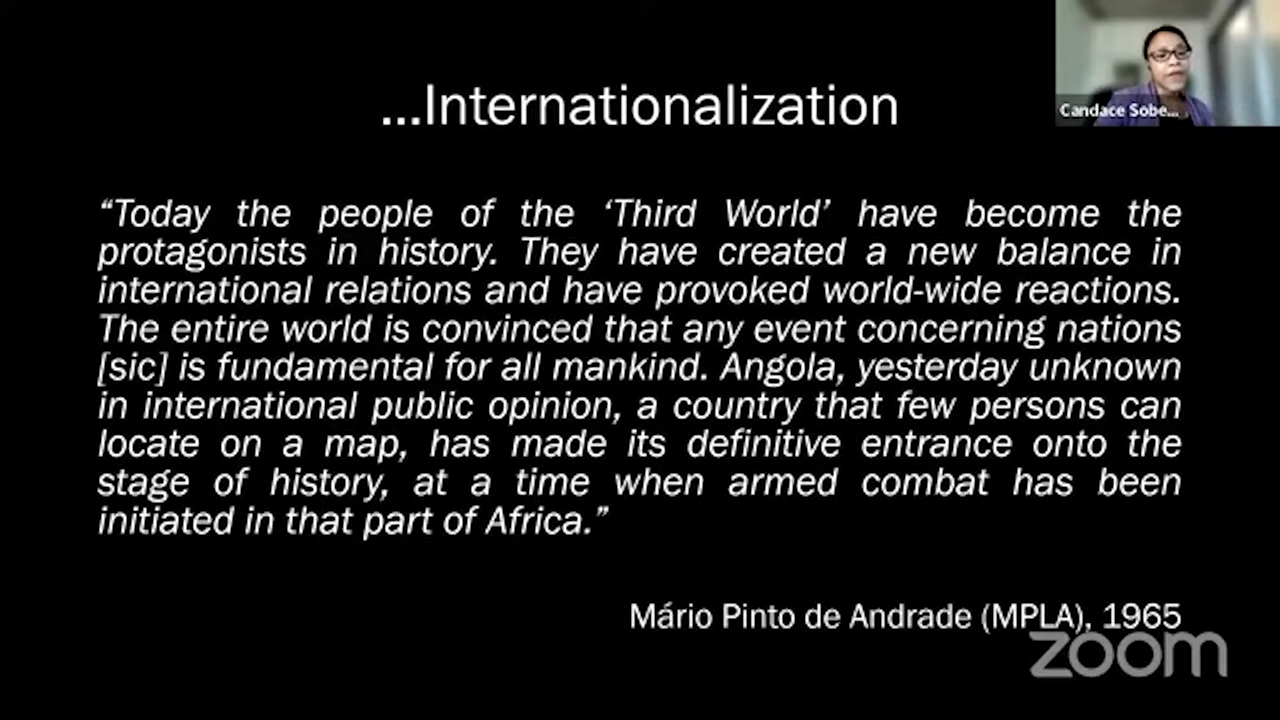 ...Internationalization
Candace Sobe...
“Today the people of the ‘Third World’ have become the
protagonists in history. They have created a new balance in
international relations and have provoked world-wide reactions.
The entire world is convinced that any event concerning nations
[sic] is fundamental for all mankind. Angola, yesterday unknown
in international public opinion, a country that few persons can
locate on a map, has made its definitive entrance onto the
stage of history, at a time when armed combat has been
initiated in that part of Africa.”
Mário Pinto de Andrade (MPLA), 1965
zoom